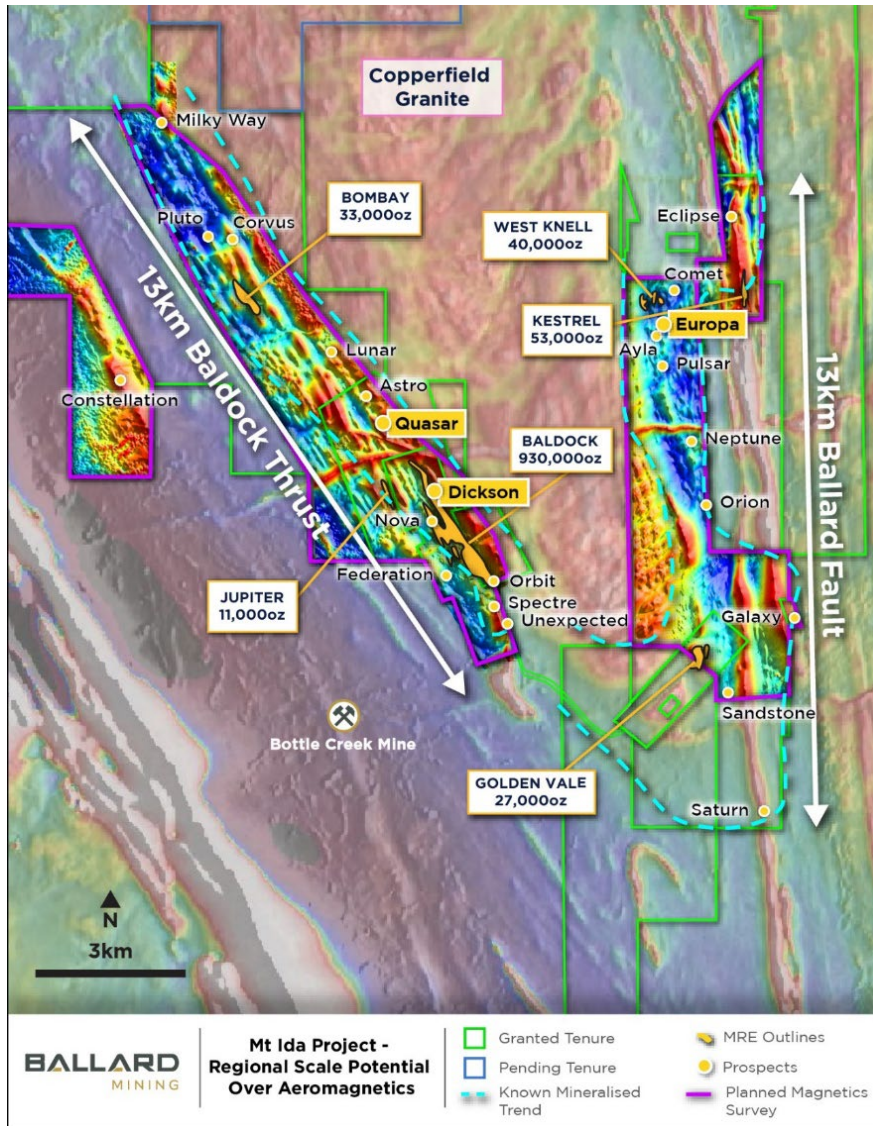 Copperfield
Granite
Milky Way
BOMBAY
33,000oz
Pluto
Corvus
Eclipse
WEST KNELL
40,000oz
Comet
KESTREL
53,000oz
Europa
Ayla
Pulsar
Lunar
Astro
Constellation
Quasar
13km Baldock Thrust
13km Ballard Fault
BALDOCK
930,000oz
Neptune
Dickson
Nova
Orion
Federation
Orbit
JUPITER
11,000oz
Spectre
Unexpected
Galaxy
Sandstone
Bottle Creek Mine
GOLDEN VALE
27,000oz
Saturn
N
3km
BALLARD
MINING
Mt Ida Project -
Regional Scale Potential
Over Aeromagnetics
Granted Tenure
Pending Tenure
Known Mineralised
Trend
MRE Outlines
Prospects
Planned Magnetics
Survey